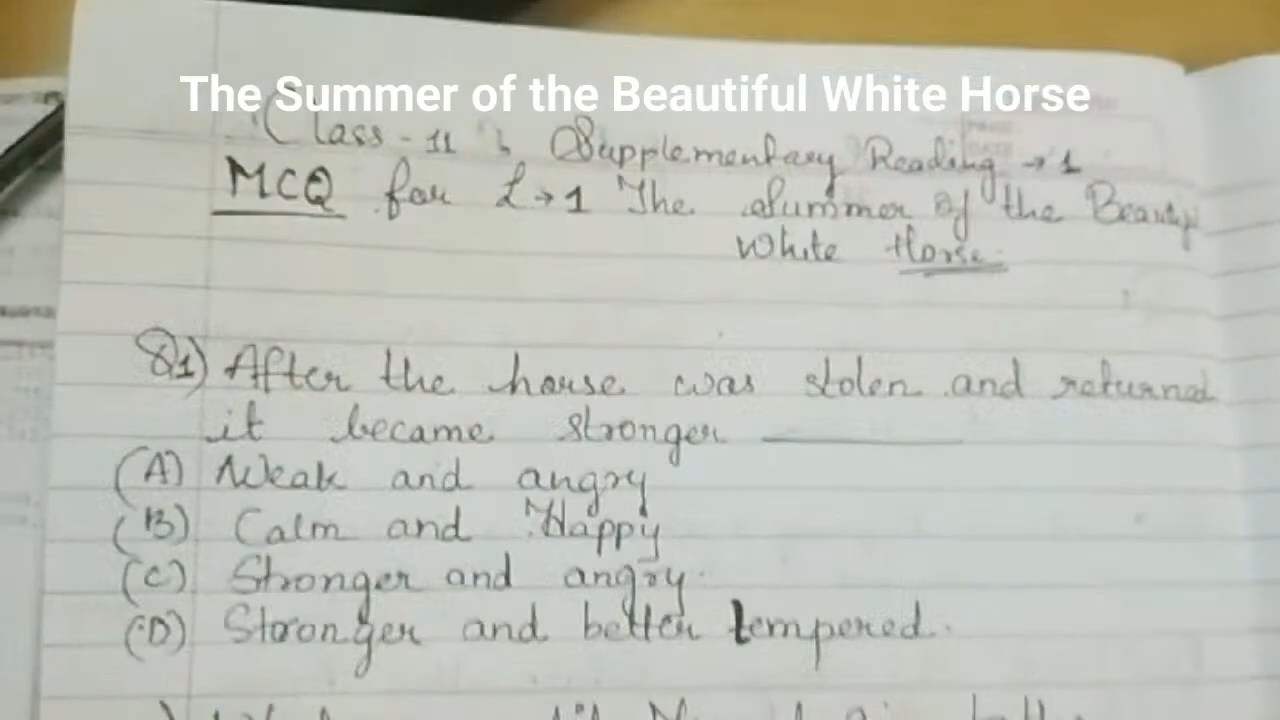 The Summer of the Beautiful White Horse
Class - 11 Supplementary Reading → 1
MCQ for L→1 The Summer of the Beauty
White Horse
Q1) After the horse was stolen and returned
it became stronger ______
(A) Weak and angry
(B) Calm and Happy
(C) Stronger and angry.
(D) Stronger and better tempered.